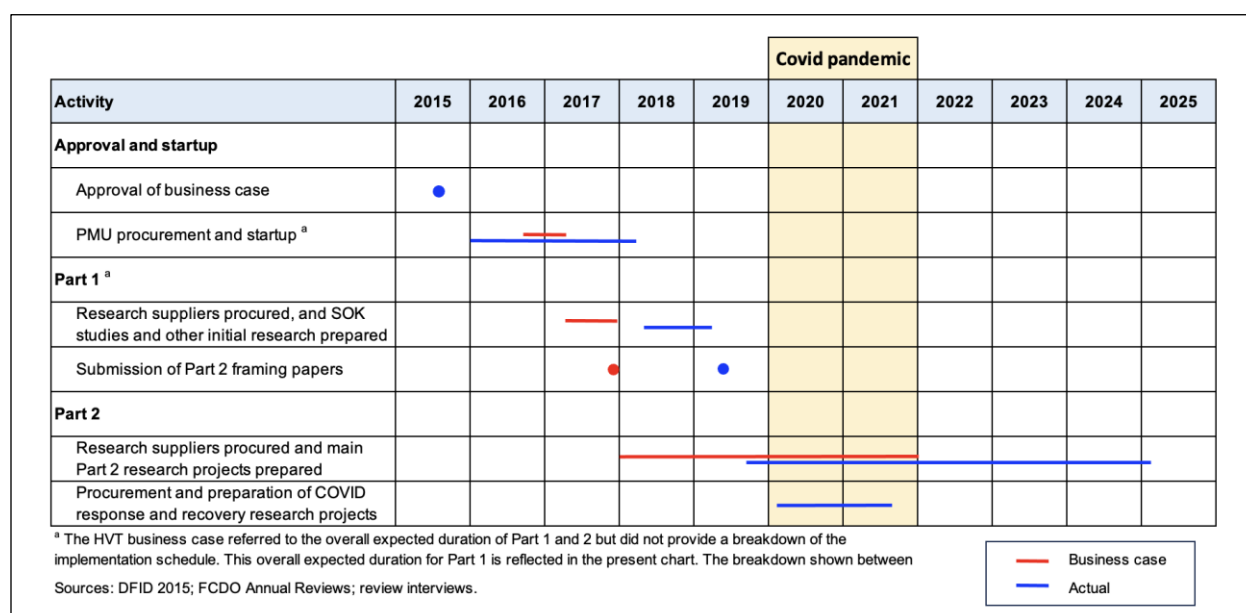 Covid pandemic
Activity 2015 2016 2017 2018 2019 2020 2021 2022 2023 2024 2025
Approval and startup
Approval of business case
PMU procurement and startup a
Part 1 a
Research suppliers procured, and SOK
studies and other initial research prepared
Submission of Part 2 framing papers
Part 2
Research suppliers procured and main
Part 2 research projects prepared
Procurement and preparation of COVID
response and recovery research projects
a The HVT business case referred to the overall expected duration of Part 1 and 2 but did not provide a breakdown of the
implementation schedule. This overall expected duration for Part 1 is reflected in the present chart. The breakdown shown between
Sources: DFID 2015; FCDO Annual Reviews; review interviews.
Business case
Actual